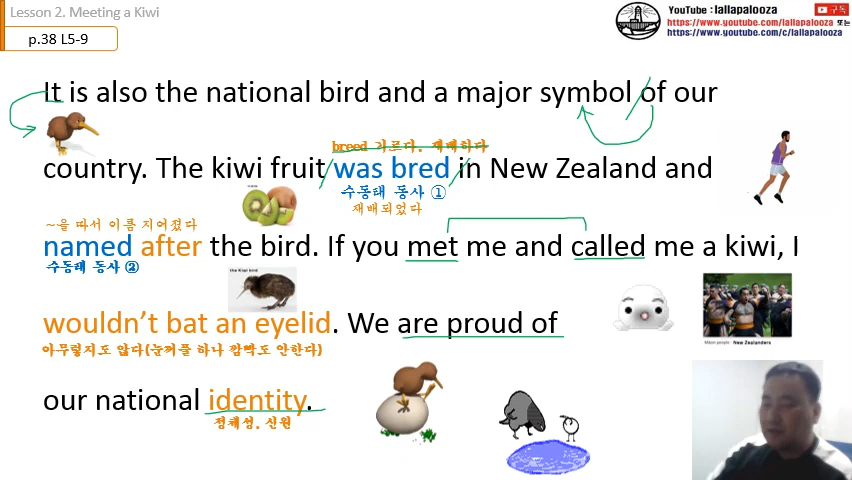 Lesson 2. Meeting a Kiwi
p.38 L5-9
YouTube : lallapalooza
구독
https://www.youtube.com/lallapalooza 또는
https://www.youtube.com/c/lallapalooza
It is also the national bird and a major symbol of our
breed 기르다. 재배하다
country. The kiwi fruit was bred in New Zealand and
수동태 동사 ①
재배되었다
~을 따서 이름 지어졌다
named after the bird. If you met me and called me a kiwi, I
수동태 동사 ②
the Kiwi bird
wouldn’t bat an eyelid. We are proud of
아무렇지도 않다(눈꺼풀 하나 깜빡도 안한다)
Māori people - New Zealanders
our national identity.
정체성. 신원